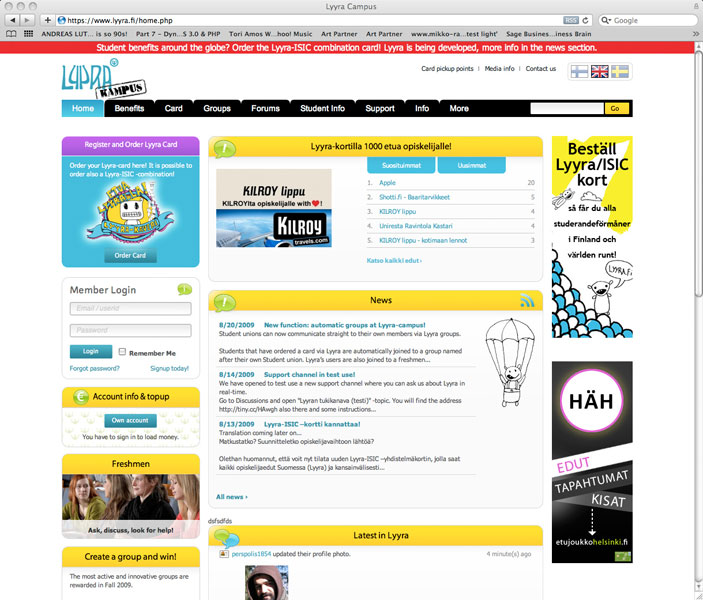 Lyyra Campus
https://www.lyyra.fi/home.php
RSS
Google
ANDREAS LUT... is so 90s!
Part 7 – Dyn...S 3.0 & PHP
Tori Amos W...hoo! Music
Art Partner
Art Partner
www.mikko-ra...test light'
Sage Business...iness Brain
Student benefits around the globe? Order the Lyyra-ISIC combination card! Lyyra is being developed, more info in the news section.
LYYRA
KAMPUS
Card pickup points
Media info
Contact us
Home
Benefits
Card
Groups
Forums
Student Info
Support
Info
More
Go
Register and Order Lyyra Card
Order your Lyyra-card here! It is possible to
order also a Lyyra-ISIC -combination!
Order Card
Member Login
Email / userid
Password
Login
Remember Me
Forgot password?
Signup today!
Account info & topup
Own account
You have to sign in to load money.
Freshmen
Ask, discuss, look for help!
Create a group and win!
The most active and innovative groups are
rewarded in Fall 2009.
Lyyra-kortilla 1000 etua opiskelijalle!
KILROY lippu
KILROYlta opiskelijalle with ♥!
KILROY
travels.com
Suosituimmat
Uusimmat
1. Apple 20
2. Shotti.fi - Baaritarvikkeet 5
3. KILROY lippu 4
4. Uniresta Ravintola Kastari 4
5. KILROY lippu - kotimaan lennot 3
Katso kaikki edut ›
News
8/20/2009 New function: automatic groups at Lyyra-campus!
Student unions can now communicate straight to their own members via Lyyra groups.
Students that have ordered a card via Lyyra are automatically joined to a group named
after their own Student union. Lyyra's users are also joined to a freshmen...
8/14/2009 Support channel in test use!
We have opened to test use a new support channel where you can ask us about Lyyra in
real-time.
Go to Discussions and open "Lyyran tukikanava (testi)" -topic. You will find the address
http://tiny.cc/HAwgh also there and some instructions...
8/13/2009 Lyyra-ISIC –kortti kannattaa!
Translation coming later on...
Matkustatko? Suunnitteletko opiskelijavaihtoon lähtöä?
Olethan huomannut, että voit nyt tilata uuden Lyyra-ISIC –yhdistelmäkortin, jolla saat
kaikki opiskelijaedut Suomessa (Lyyra) ja kansainvälisesti...
All news ›
dsfsdfds
Latest in Lyyra
perspolis1854 updated their profile photo.
4 minute(s) ago
Beställ
Lyyra/ISIC
kort
så får du alla
studerandeförmåner
i Finland och
världen runt!
LYYRA.FI
HÄH
EDUT
TAPAHTUMAT
KISAT
etujoukkohelsinki.fi